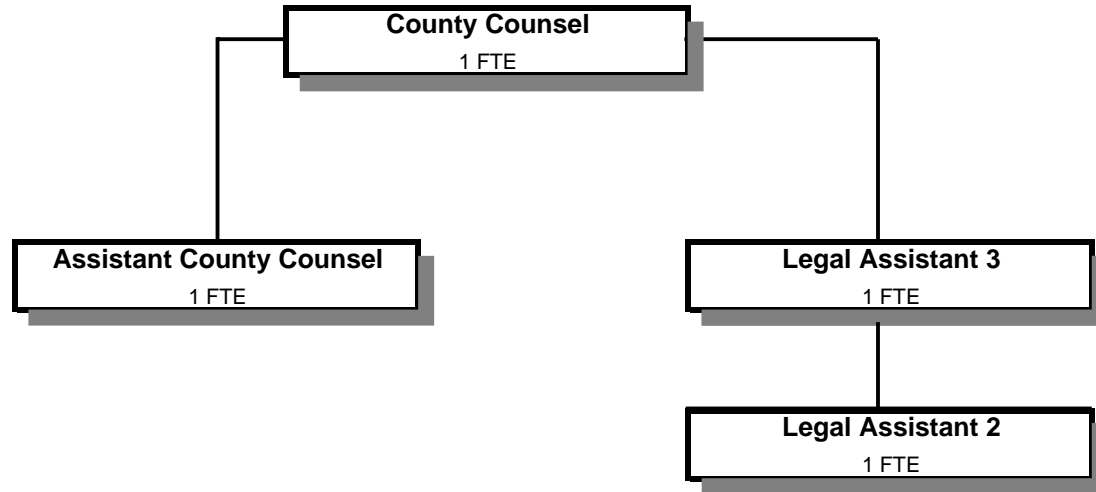 County Counsel
1 FTE
Assistant County Counsel
1 FTE
Legal Assistant 3
1 FTE
Legal Assistant 2
1 FTE